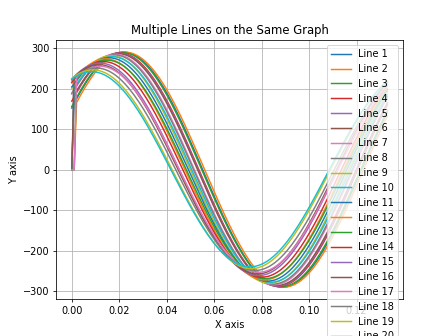 Multiple Lines on the Same Graph
300
200
100
0
−100
−200
−300
Y axis
0.00
0.02
0.04
0.06
0.08
0.10
X axis
Line 1
Line 2
Line 3
Line 4
Line 5
Line 6
Line 7
Line 8
Line 9
Line 10
Line 11
Line 12
Line 13
Line 14
Line 15
Line 16
Line 17
Line 18
Line 19
Line 20